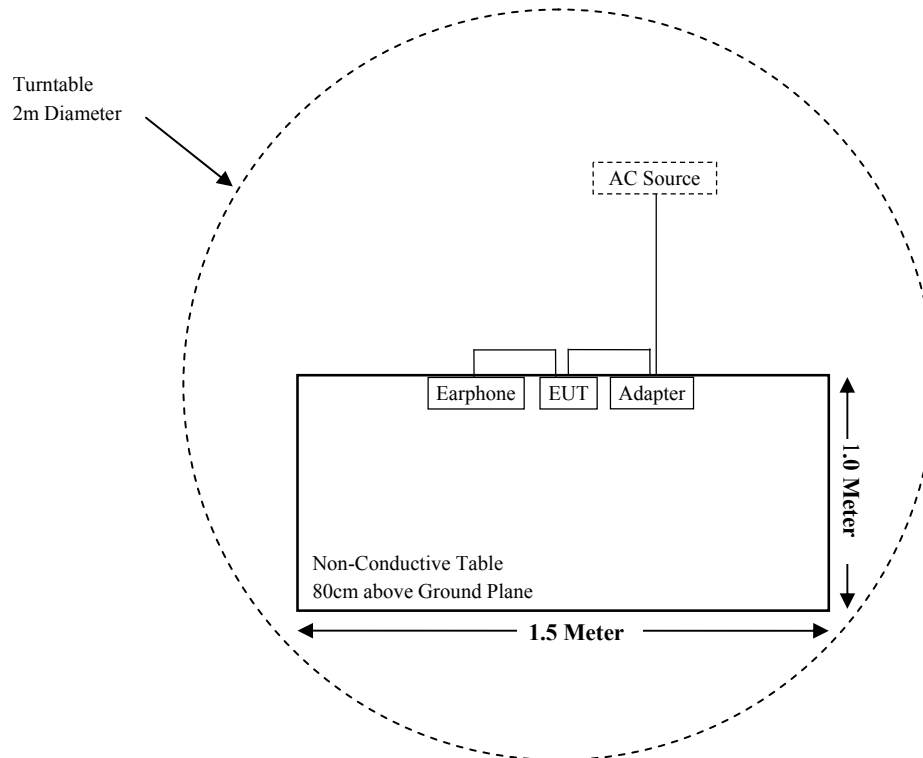 Turntable
2m Diameter
AC Source
Earphone
EUT
Adapter
1.0 Meter
Non-Conductive Table
80cm above Ground Plane
1.5 Meter